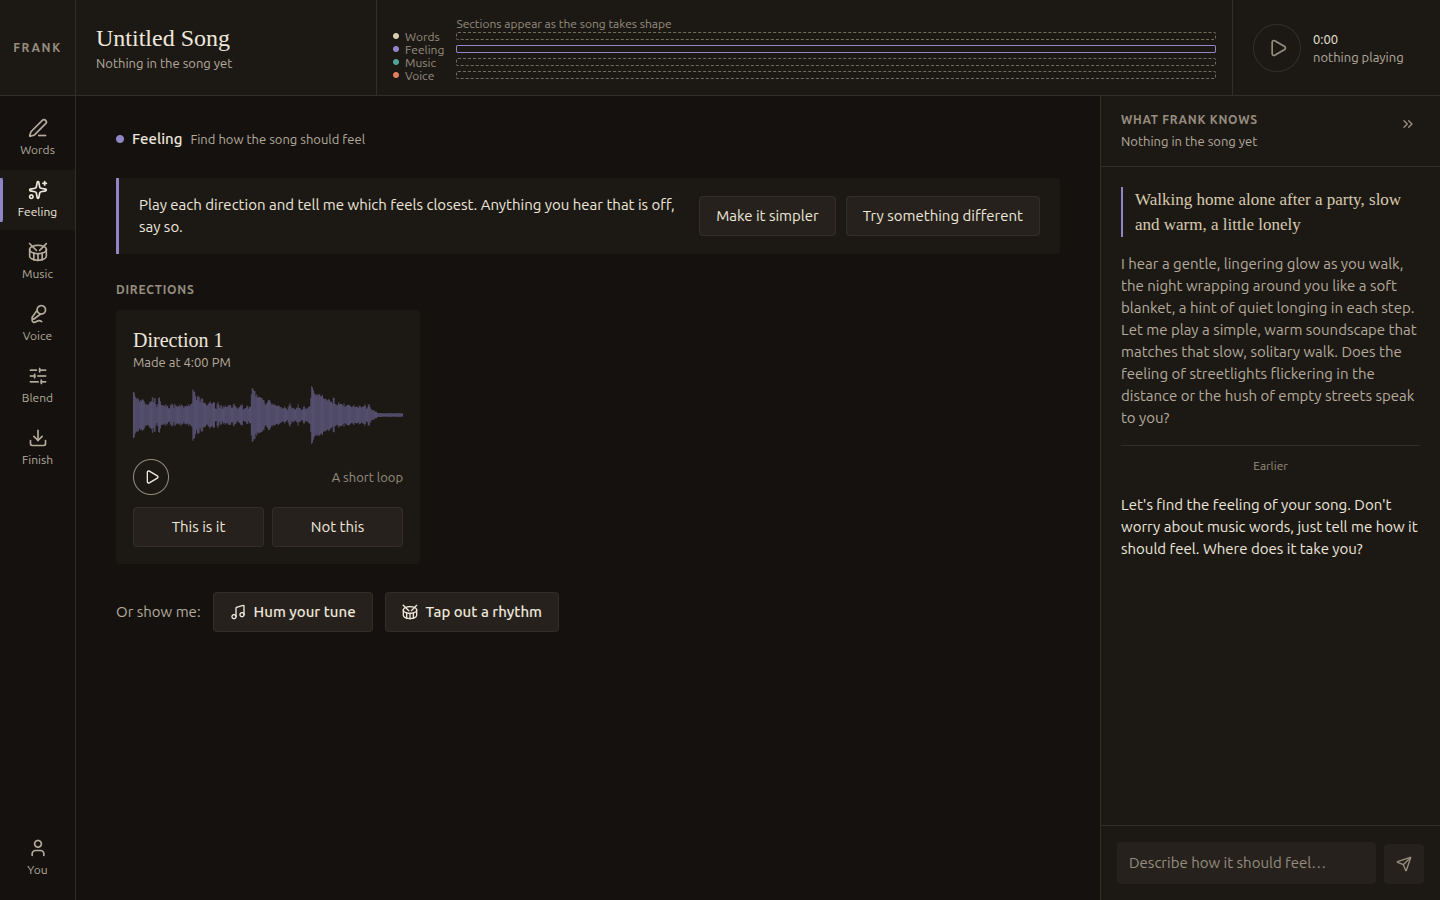 FRANK
Untitled Song
Nothing in the song yet
Sections appear as the song takes shape
Words
Feeling
Music
Voice
0:00
nothing playing
Words
Feeling
Music
Voice
Blend
Finish
You
Feeling Find how the song should feel
Play each direction and tell me which feels closest. Anything you hear that is off,
say so.
Make it simpler
Try something different
DIRECTIONS
Direction 1
Made at 4:00 PM
A short loop
This is it
Not this
Or show me:
Hum your tune
Tap out a rhythm
WHAT FRANK KNOWS
Nothing in the song yet
Walking home alone after a party, slow
and warm, a little lonely
I hear a gentle, lingering glow as you walk,
the night wrapping around you like a soft
blanket, a hint of quiet longing in each step.
Let me play a simple, warm soundscape that
matches that slow, solitary walk. Does the
feeling of streetlights flickering in the
distance or the hush of empty streets speak
to you?
Earlier
Let's find the feeling of your song. Don't
worry about music words, just tell me how it
should feel. Where does it take you?
Describe how it should feel...